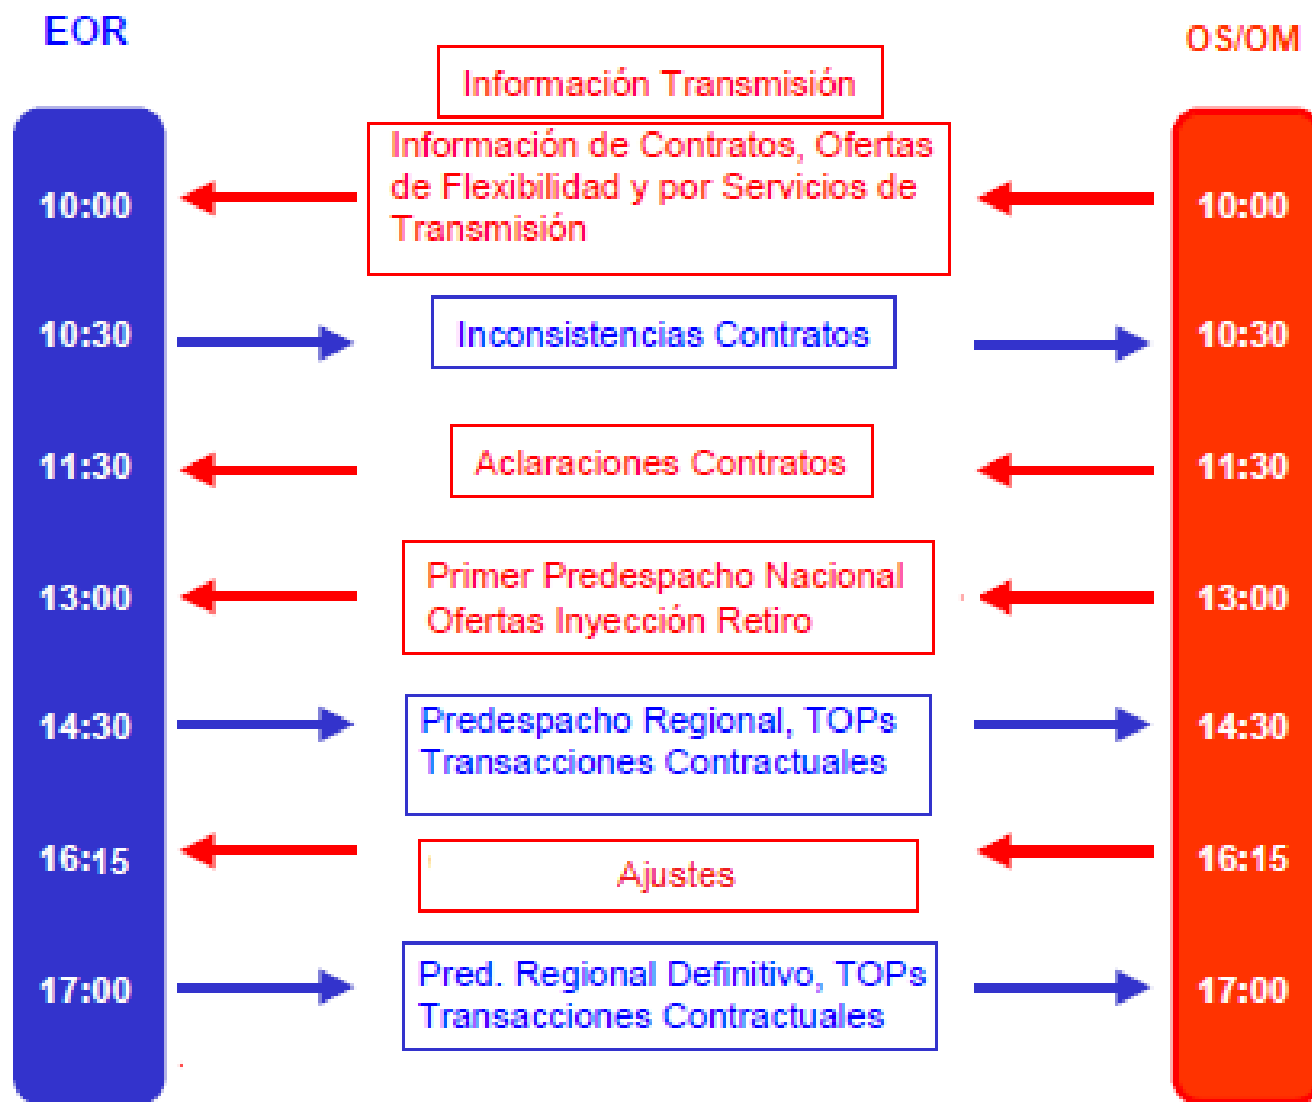 EOR
OS/OM
Información Transmisión
Información de Contratos, Ofertas
de Flexibilidad y por Servicios de
Transmisión
10:00
10:00
10:30
Inconsistencias Contratos
10:30
11:30
Aclaraciones Contratos
11:30
13:00
Primer Predespacho Nacional
Ofertas Inyección Retiro
13:00
14:30
Predespacho Regional, TOPs
Transacciones Contractuales
14:30
16:15
Ajustes
16:15
17:00
Pred. Regional Definitivo, TOPs
Transacciones Contractuales
17:00